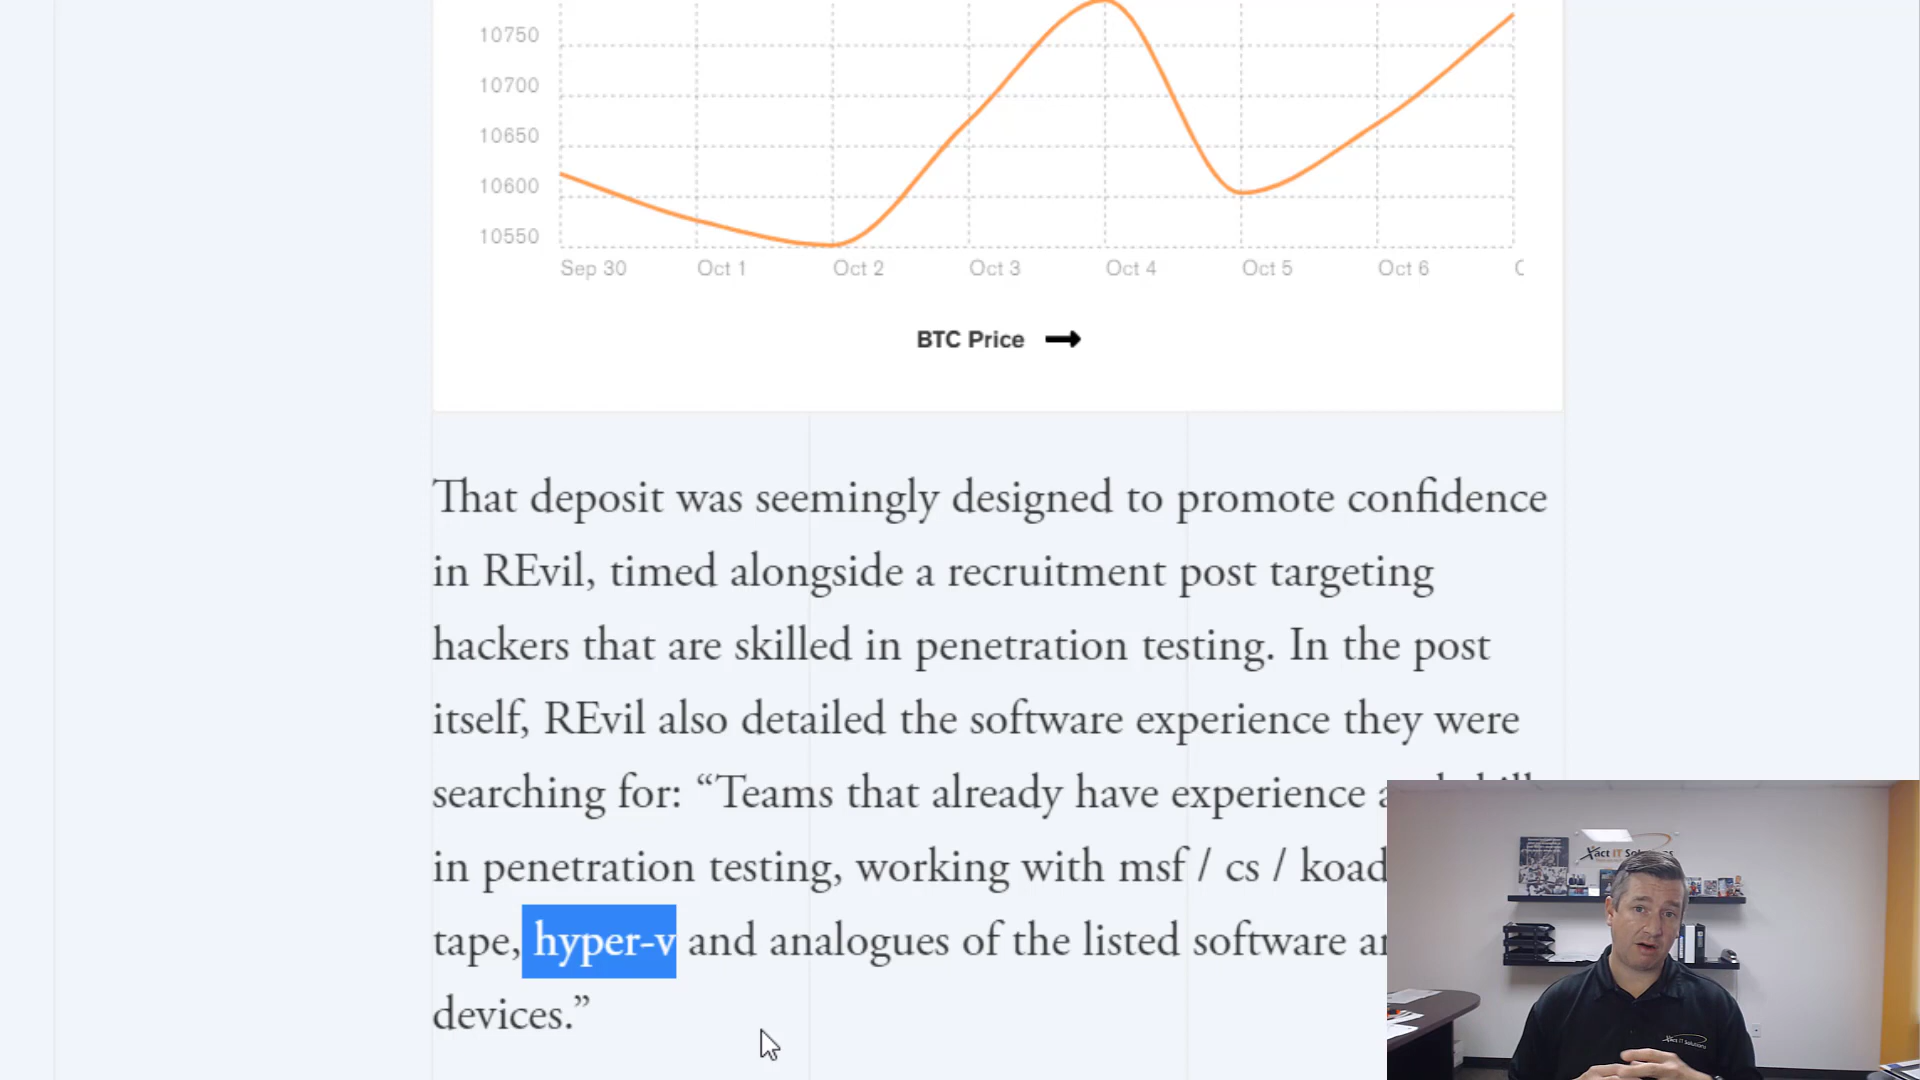 10750
10700
10650
10600
10550
Sep 30 Oct 1 Oct 2 Oct 3 Oct 4 Oct 5 Oct 6
BTC Price
That deposit was seemingly designed to promote confidence
in REvil, timed alongside a recruitment post targeting
hackers that are skilled in penetration testing. In the post
itself, REvil also detailed the software experience they were
searching for: “Teams that already have experience
in penetration testing, working with msf / cs / koad
tape, hyper-v and analogues of the listed software
devices.”
Xact IT Solutions